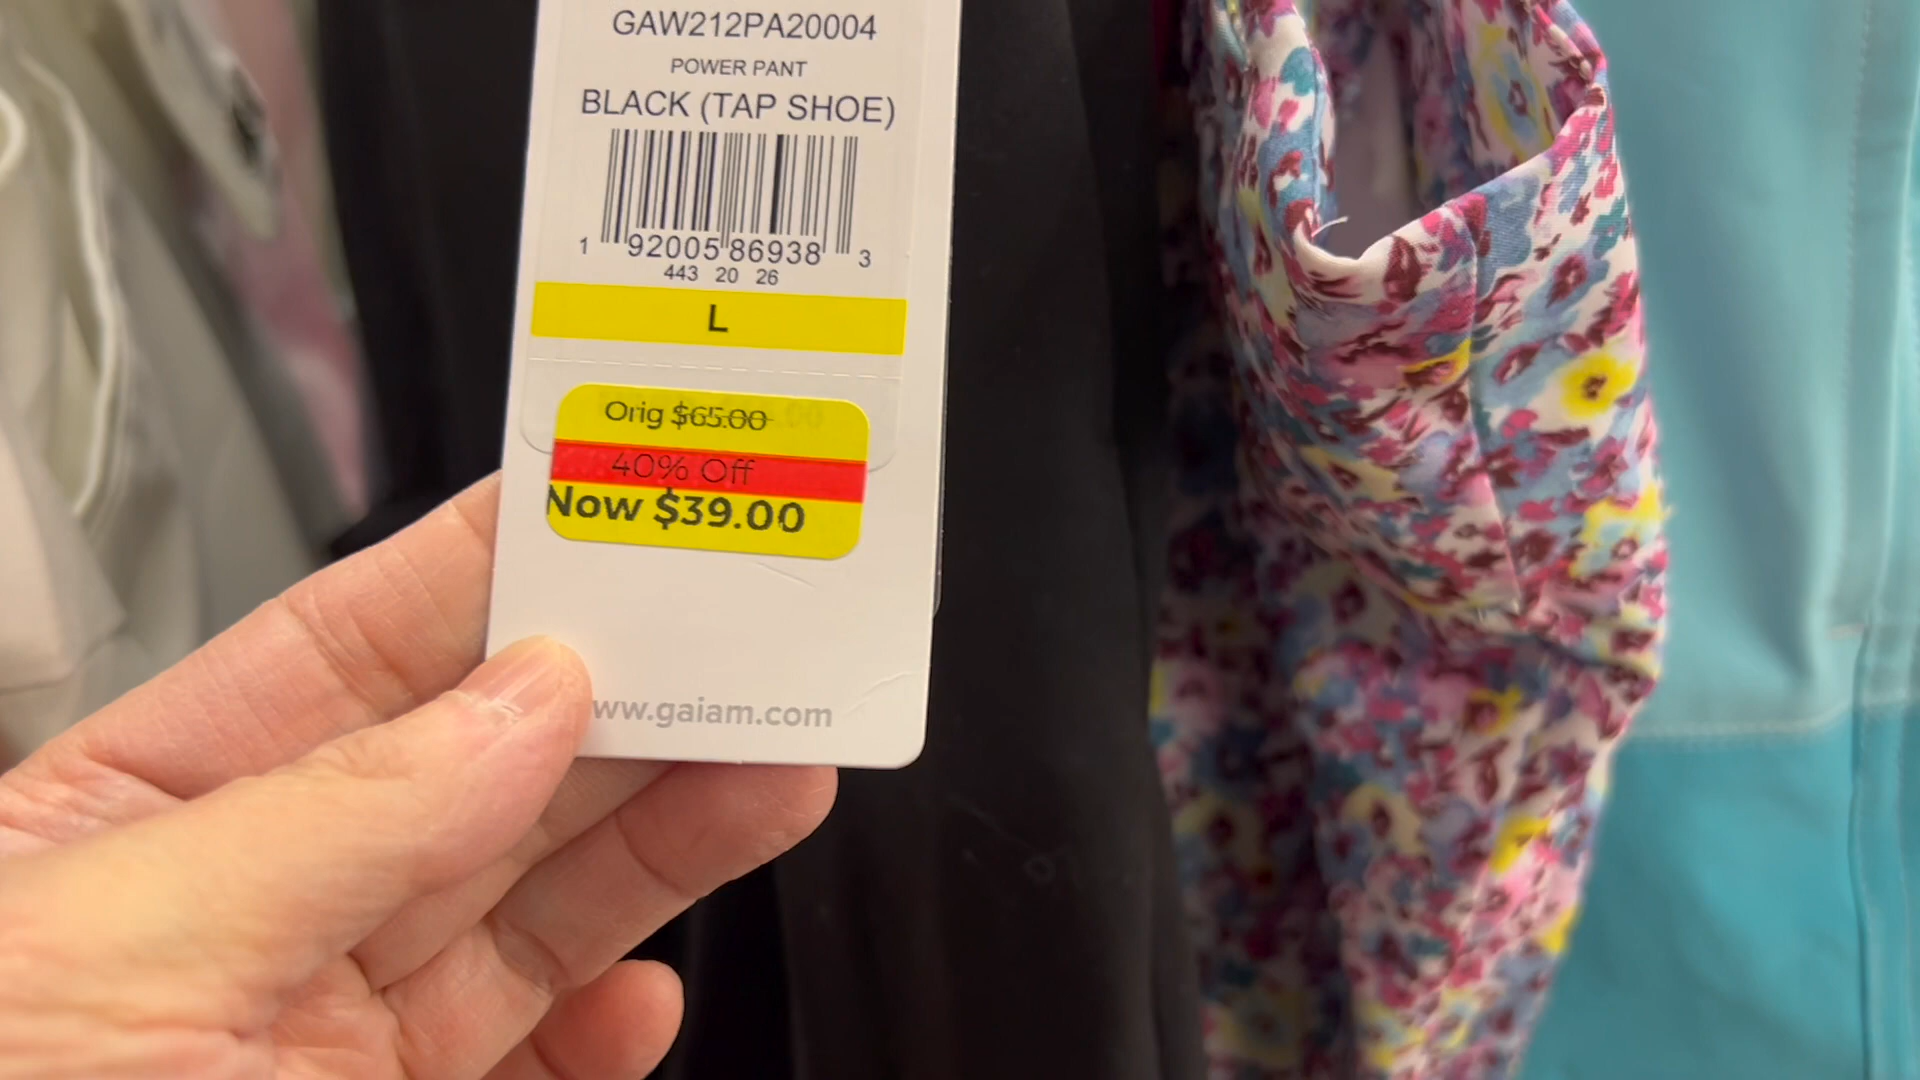 GAW212PA20004
POWER PANT
BLACK (TAP SHOE)
1 92005 86938 3
443 20 26
L
Orig $65.00
40% Off
Now $39.00
ww.gaiam.com